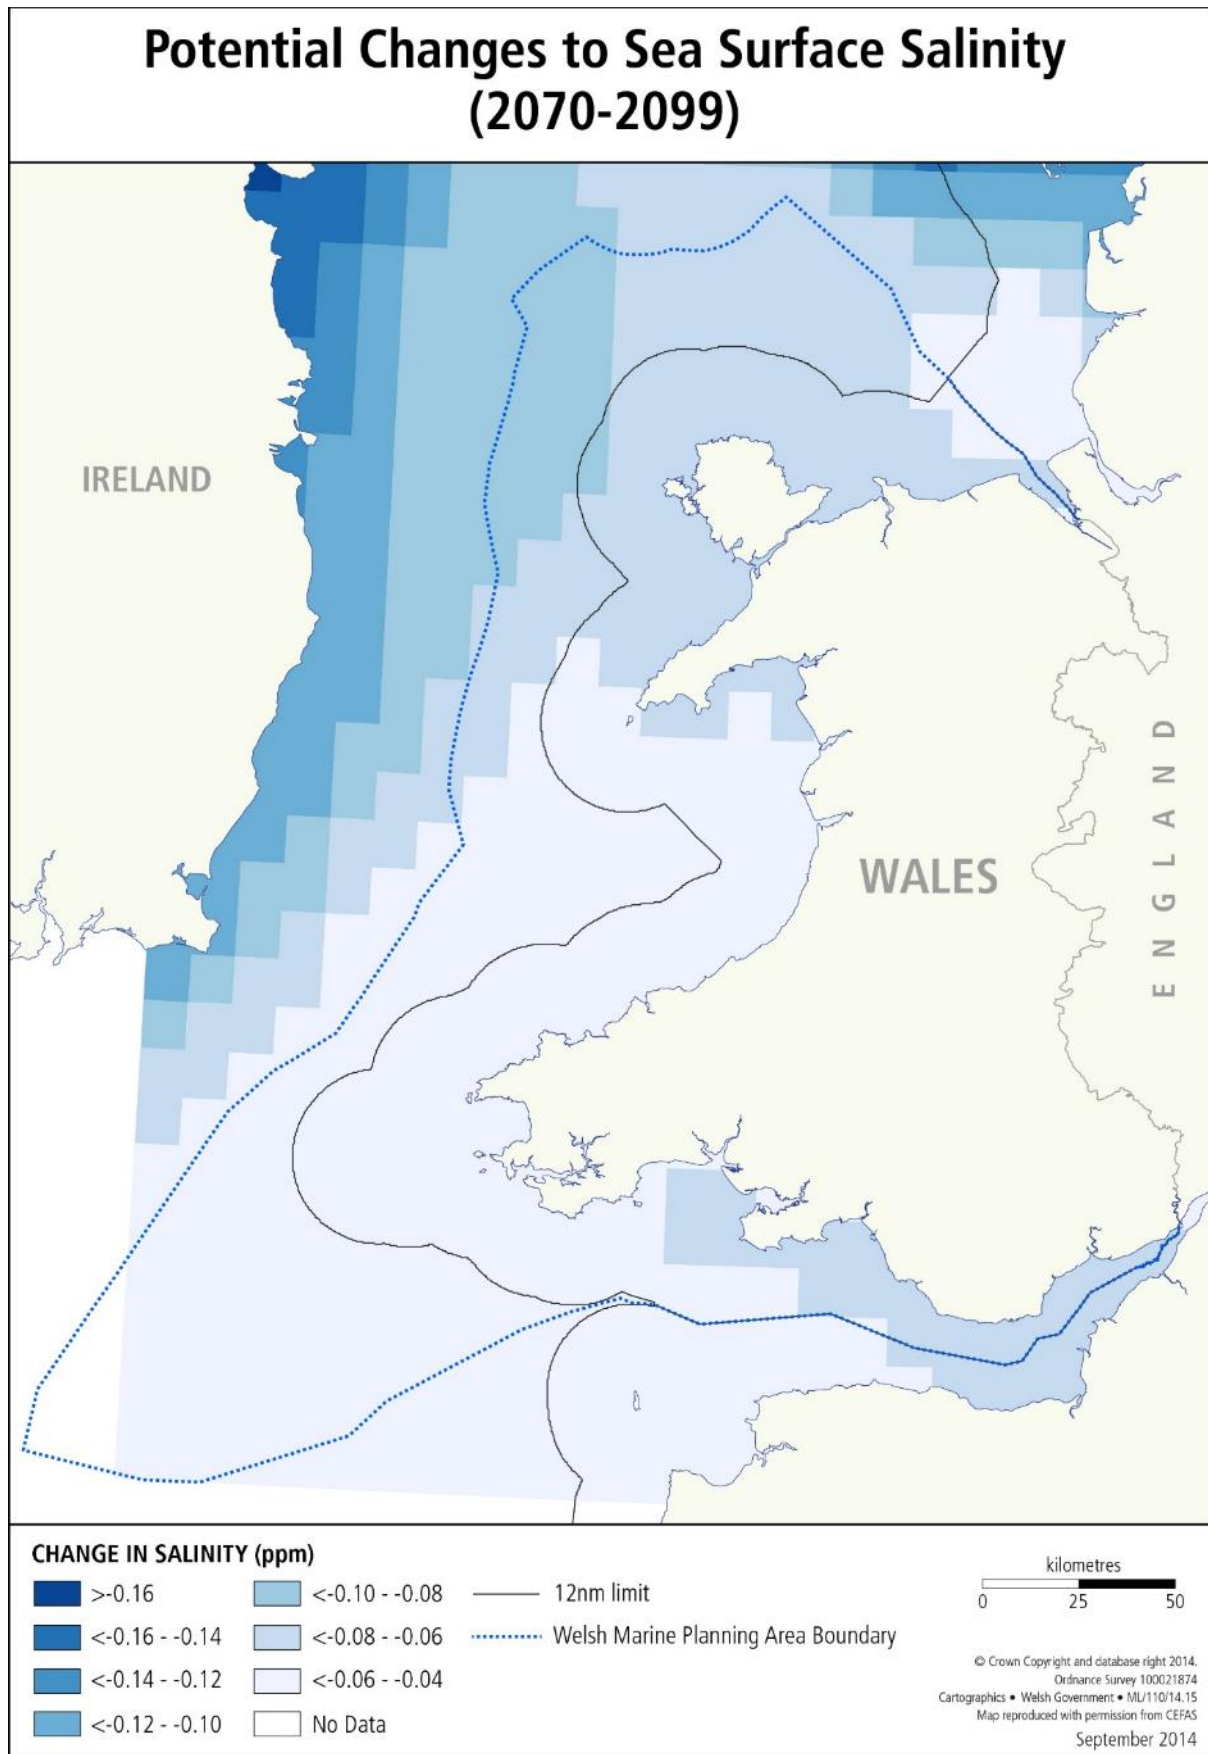 Potential Changes to Sea Surface Salinity
(2070-2099)
IRELAND
WALES
ENGLAND
CHANGE IN SALINITY (ppm)
>-0.16
<-0.16 - -0.14
<-0.14 - -0.12
<-0.12 - -0.10
<-0.10 - -0.08
<-0.08 - -0.06
<-0.06 - -0.04
No Data
12nm limit
Welsh Marine Planning Area Boundary
kilometres
0 25 50
© Crown Copyright and database right 2014.
Ordnance Survey 100021874
Cartographics • Welsh Government • ML/110/14.15
Map reproduced with permission from CEFAS
September 2014